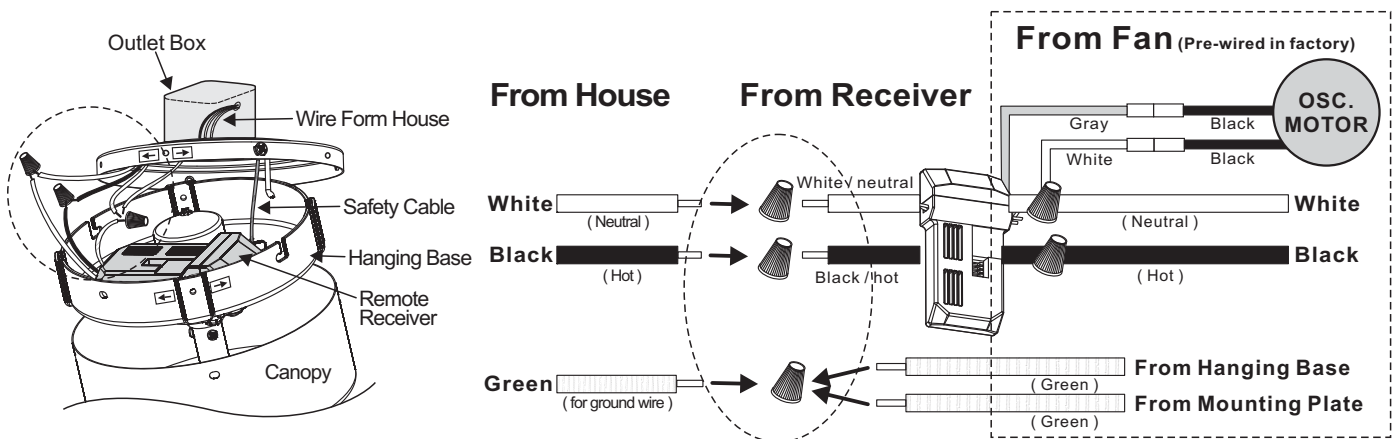 Outlet Box
Wire Form House
Safety Cable
Hanging Base
Remote
Receiver
Canopy
From House
From Receiver
From Fan (Pre-wired in factory)
OSC.
MOTOR
Gray
Black
White
Black
White
(Neutral)
White / neutral
(Neutral)
White
Black
(Hot)
Black / hot
(Hot)
Black
Green
(for ground wire)
(Green)
From Hanging Base
(Green)
From Mounting Plate